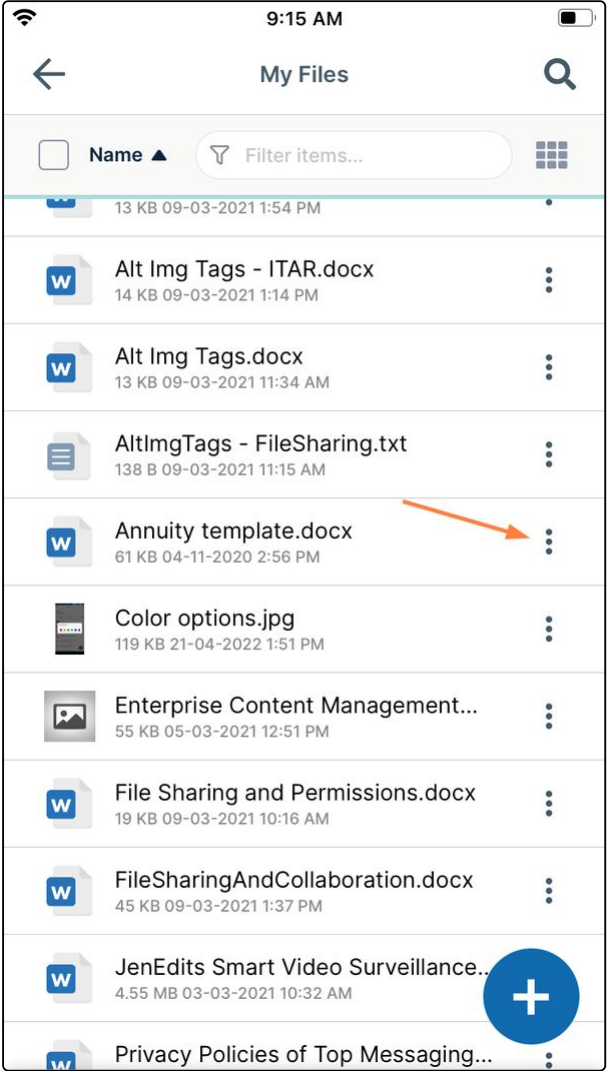 9:15 AM
My Files
Name ▲
Filter items...
13 KB 09-03-2021 1:54 PM
W
Alt Img Tags - ITAR.docx
14 KB 09-03-2021 1:14 PM
W
Alt Img Tags.docx
13 KB 09-03-2021 11:34 AM
AltImgTags - FileSharing.txt
138 B 09-03-2021 11:15 AM
W
Annuity template.docx
61 KB 04-11-2020 2:56 PM
Color options.jpg
119 KB 21-04-2022 1:51 PM
Enterprise Content Management...
55 KB 05-03-2021 12:51 PM
W
File Sharing and Permissions.docx
19 KB 09-03-2021 10:16 AM
W
FileSharingAndCollaboration.docx
45 KB 09-03-2021 1:37 PM
W
JenEdits Smart Video Surveillance..
4.55 MB 03-03-2021 10:32 AM
W
Privacy Policies of Top Messaging...